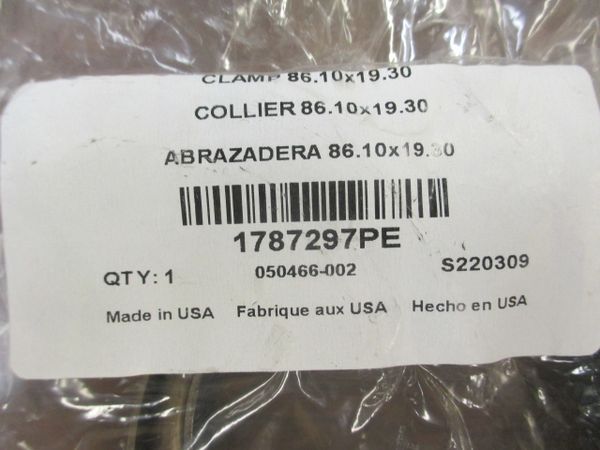 CLAMP 86.10x19.30
COLLIER 86.10x19.30
ABRAZADERA 86.10x19.30
1787297PE
QTY: 1 050466-002 S220309
Made in USA Fabrique aux USA Hecho en USA